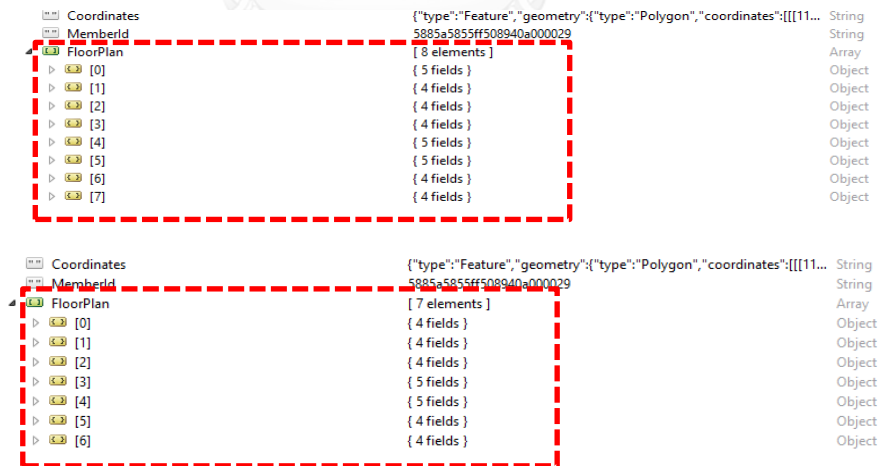 Coordinates {"type":"Feature","geometry":{"type":"Polygon","coordinates":[[[11... String
MemberId 5885a5855ff508940a000029 String
FloorPlan [ 8 elements ] Array
[0] { 5 fields } Object
[1] { 4 fields } Object
[2] { 4 fields } Object
[3] { 4 fields } Object
[4] { 5 fields } Object
[5] { 5 fields } Object
[6] { 4 fields } Object
[7] { 4 fields } Object
Coordinates {"type":"Feature","geometry":{"type":"Polygon","coordinates":[[[11... String
MemberId 5885a5855ff508940a000029 String
FloorPlan [ 7 elements ] Array
[0] { 4 fields } Object
[1] { 4 fields } Object
[2] { 4 fields } Object
[3] { 5 fields } Object
[4] { 5 fields } Object
[5] { 4 fields } Object
[6] { 4 fields } Object